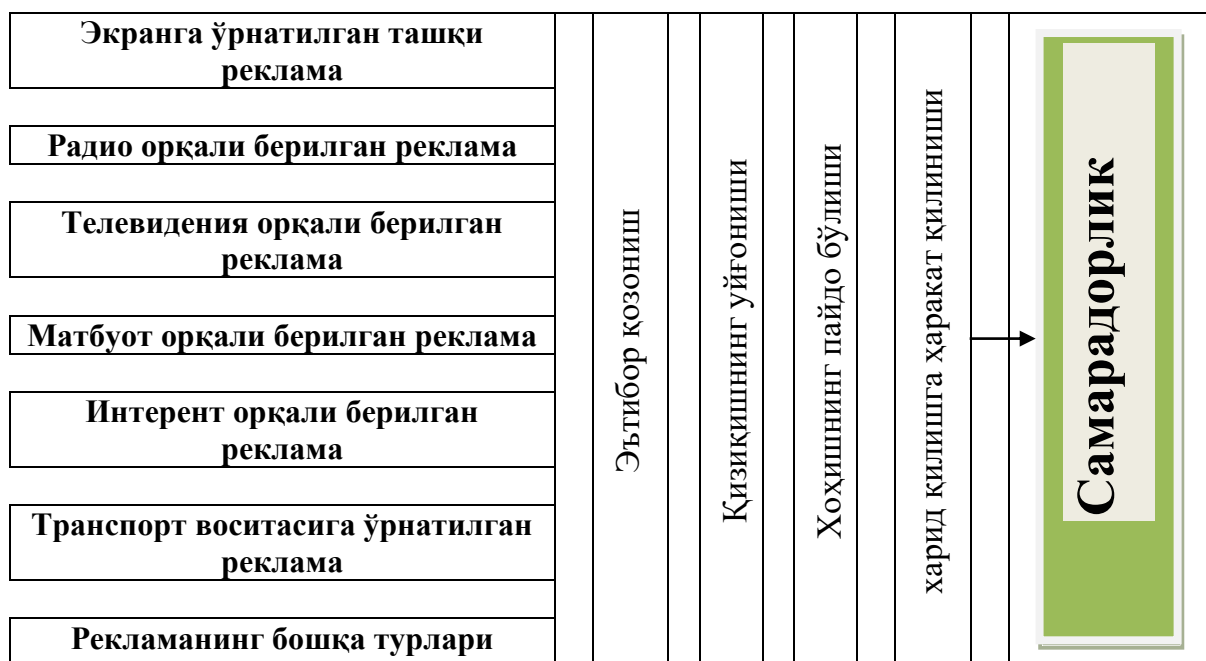 Экранга ўрнатилган ташқи
реклама
Радио орқали берилган реклама
Телевидения орқали берилган
реклама
Матбуот орқали берилган реклама
Интерент орқали берилган
реклама
Транспорт воситасига ўрнатилган
реклама
Рекламанинг бошқа турлари
Эътибор қозониш
Қизиқишнинг уйғониши
Хоҳишнинг пайдо бўлиши
харид қилишга ҳаракат қилиниши
Самарадорлик